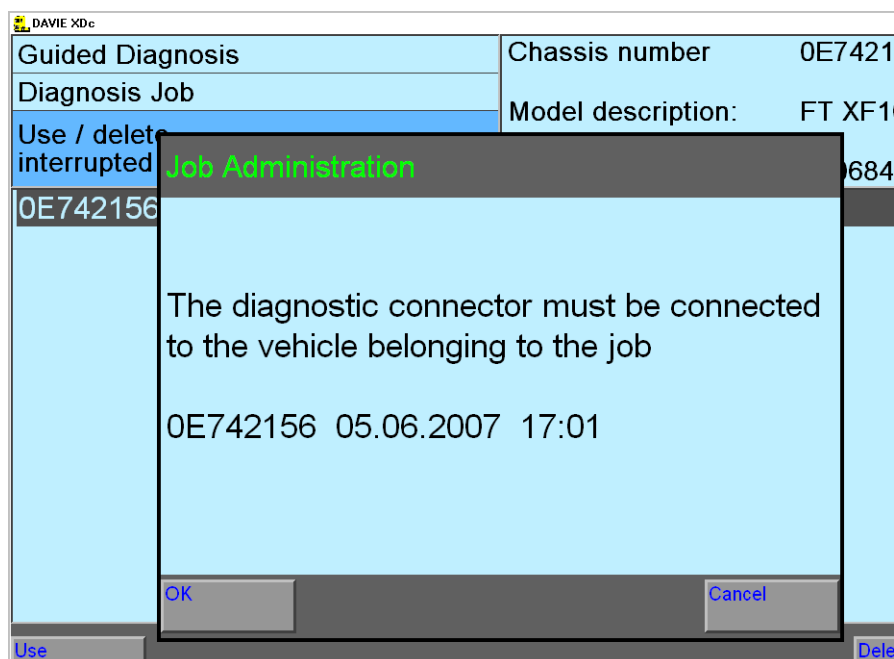 DAVIE XDc
Guided Diagnosis
Diagnosis Job
Use / delete
interrupted
Chassis number 0E7421
Model description: FT XF1
0684
0E742156
Job Administration
The diagnostic connector must be connected
to the vehicle belonging to the job
0E742156 05.06.2007 17:01
OK Cancel
Use Dele